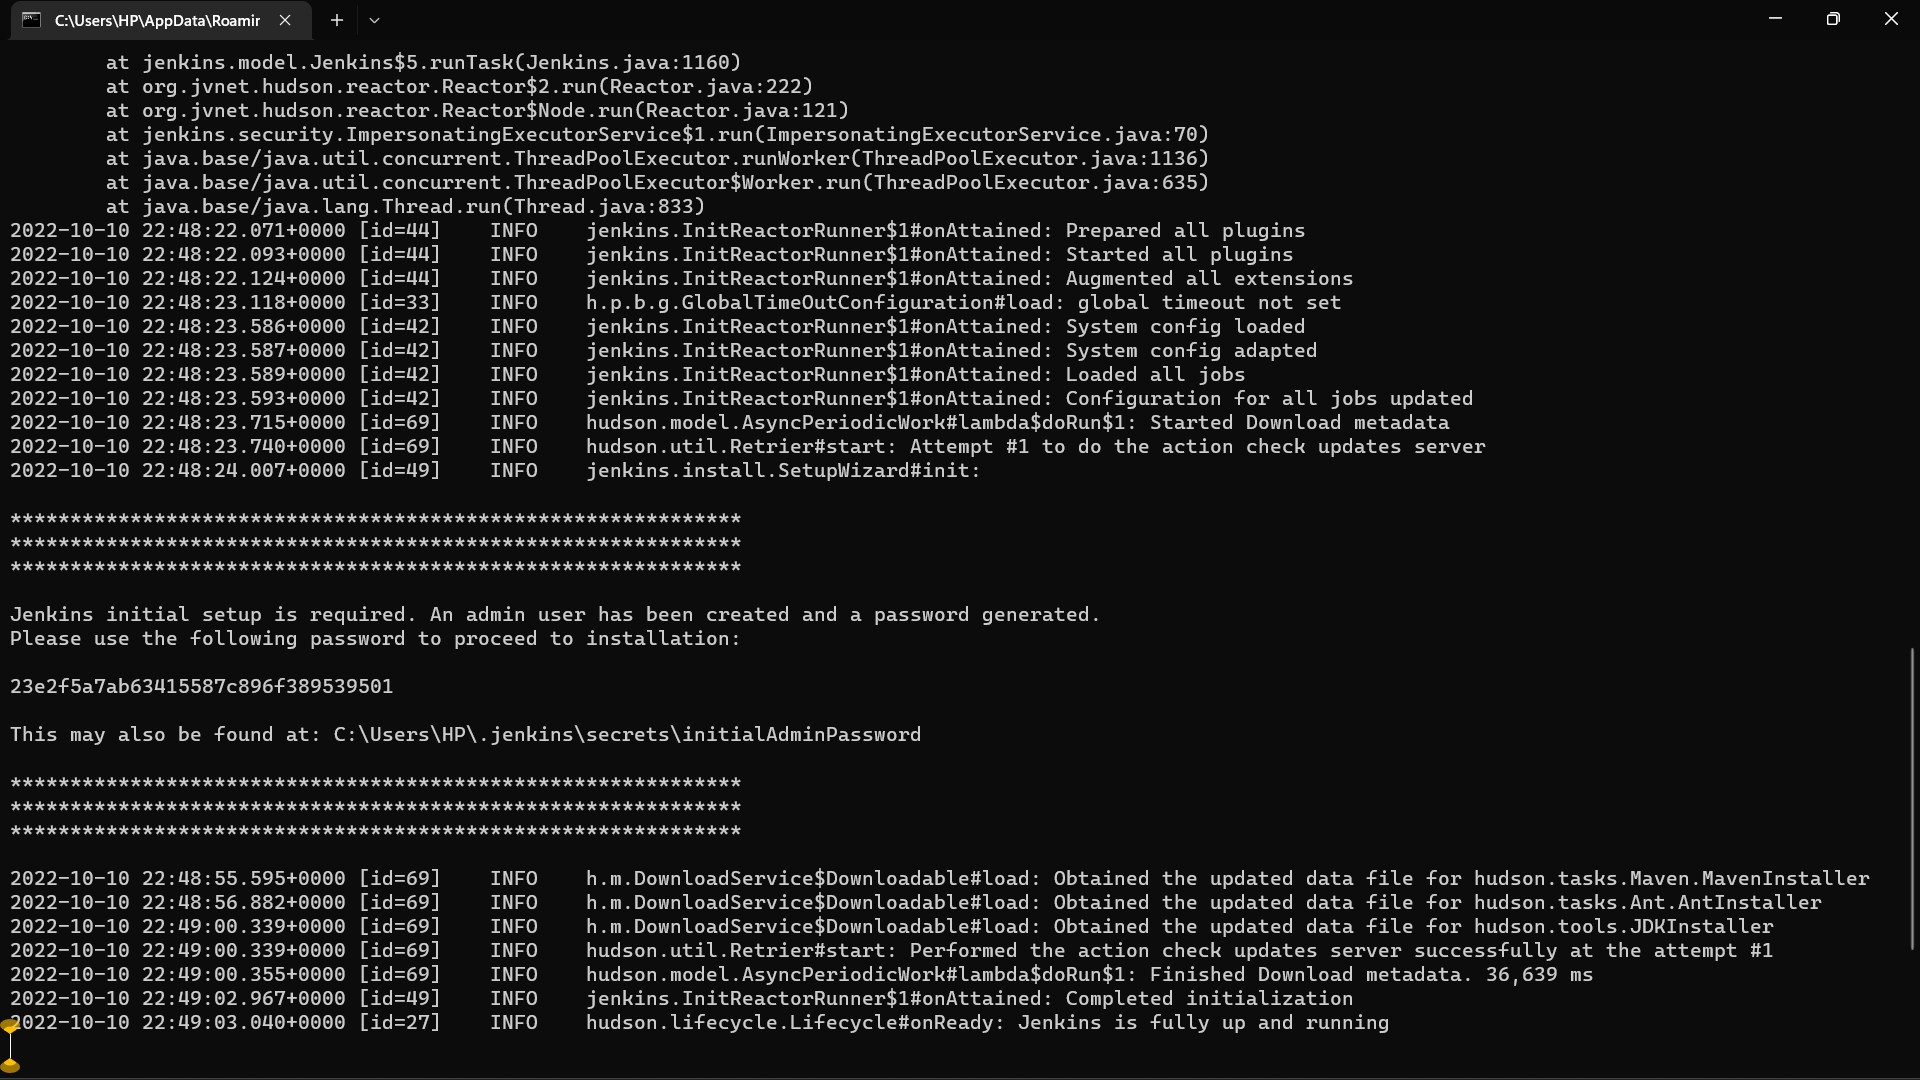 C:\Users\HP\AppData\Roamir
at jenkins.model.Jenkins$5.runTask(Jenkins.java:1160)
at org.jvnet.hudson.reactor.Reactor$2.run(Reactor.java:222)
at org.jvnet.hudson.reactor.Reactor$Node.run(Reactor.java:121)
at jenkins.security.ImpersonatingExecutorService$1.run(ImpersonatingExecutorService.java:70)
at java.base/java.util.concurrent.ThreadPoolExecutor.runWorker(ThreadPoolExecutor.java:1136)
at java.base/java.util.concurrent.ThreadPoolExecutor$Worker.run(ThreadPoolExecutor.java:635)
at java.base/java.lang.Thread.run(Thread.java:833)
2022-10-10 22:48:22.071+0000 [id=44] INFO jenkins.InitReactorRunner$1#onAttained: Prepared all plugins
2022-10-10 22:48:22.093+0000 [id=44] INFO jenkins.InitReactorRunner$1#onAttained: Started all plugins
2022-10-10 22:48:22.124+0000 [id=44] INFO jenkins.InitReactorRunner$1#onAttained: Augmented all extensions
2022-10-10 22:48:23.118+0000 [id=33] INFO h.p.b.g.GlobalTimeOutConfiguration#load: global timeout not set
2022-10-10 22:48:23.586+0000 [id=42] INFO jenkins.InitReactorRunner$1#onAttained: System config loaded
2022-10-10 22:48:23.587+0000 [id=42] INFO jenkins.InitReactorRunner$1#onAttained: System config adapted
2022-10-10 22:48:23.589+0000 [id=42] INFO jenkins.InitReactorRunner$1#onAttained: Loaded all jobs
2022-10-10 22:48:23.593+0000 [id=42] INFO jenkins.InitReactorRunner$1#onAttained: Configuration for all jobs updated
2022-10-10 22:48:23.715+0000 [id=69] INFO hudson.model.AsyncPeriodicWork#lambda$doRun$1: Started Download metadata
2022-10-10 22:48:23.740+0000 [id=69] INFO hudson.util.Retrier#start: Attempt #1 to do the action check updates server
2022-10-10 22:48:24.007+0000 [id=49] INFO jenkins.install.SetupWizard#init:
*************************************************************
*************************************************************
*************************************************************
Jenkins initial setup is required. An admin user has been created and a password generated.
Please use the following password to proceed to installation:
23e2f5a7ab63415587c896f389539501
This may also be found at: C:\Users\HP\.jenkins\secrets\initialAdminPassword
*************************************************************
*************************************************************
*************************************************************
2022-10-10 22:48:55.595+0000 [id=69] INFO h.m.DownloadService$Downloadable#load: Obtained the updated data file for hudson.tasks.Maven.MavenInstaller
2022-10-10 22:48:56.882+0000 [id=69] INFO h.m.DownloadService$Downloadable#load: Obtained the updated data file for hudson.tasks.Ant.AntInstaller
2022-10-10 22:49:00.339+0000 [id=69] INFO h.m.DownloadService$Downloadable#load: Obtained the updated data file for hudson.tools.JDKInstaller
2022-10-10 22:49:00.339+0000 [id=69] INFO hudson.util.Retrier#start: Performed the action check updates server successfully at the attempt #1
2022-10-10 22:49:00.355+0000 [id=69] INFO hudson.model.AsyncPeriodicWork#lambda$doRun$1: Finished Download metadata. 36,639 ms
2022-10-10 22:49:02.967+0000 [id=49] INFO jenkins.InitReactorRunner$1#onAttained: Completed initialization
2022-10-10 22:49:03.040+0000 [id=27] INFO hudson.lifecycle.Lifecycle#onReady: Jenkins is fully up and running